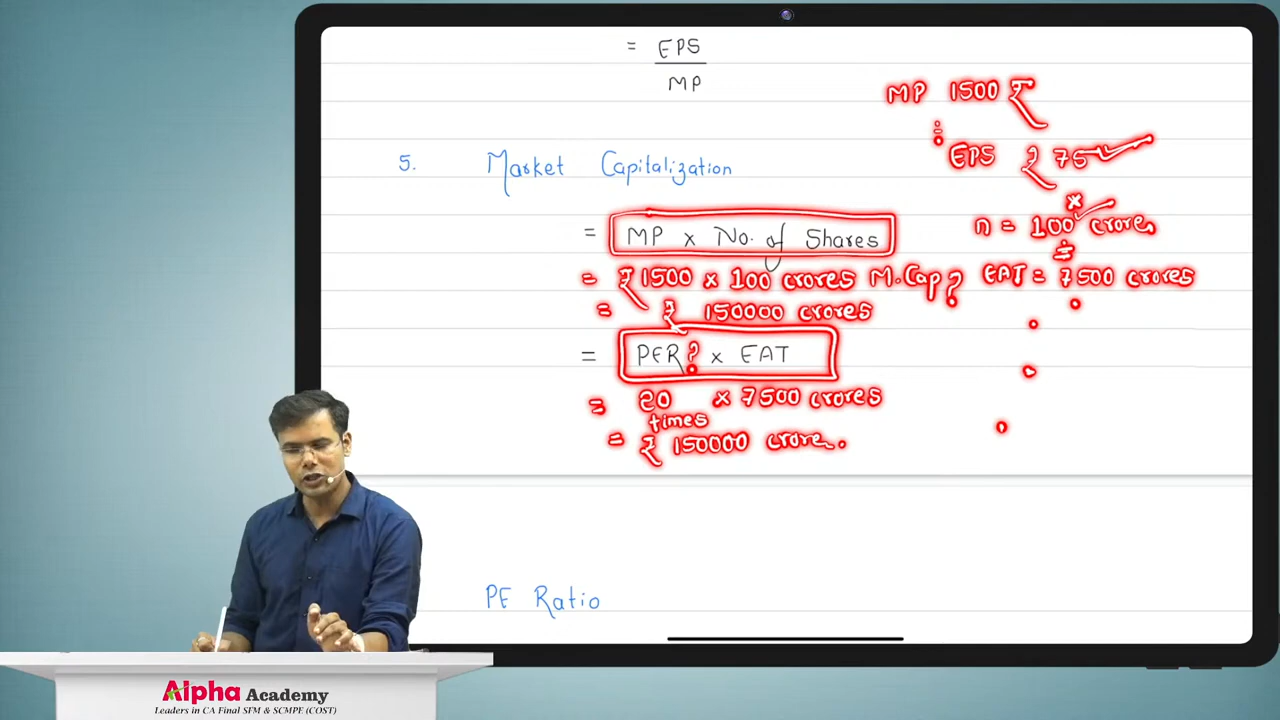 = EPS
MP
MP 1500 ₹
÷
EPS ₹ 75
×
n = 100 crore
=
EAT = 7500 crores
5. Market Capitalization
= MP x No. of Shares
= ₹ 1500 x 100 crores M.Cap ?
= ₹ 150000 crores
= PER ? x EAT
= 20 times x 7500 crores
= ₹ 150000 crore.
PE Ratio
Alpha Academy
Leaders in CA Final SFM & SCMPE (COST)